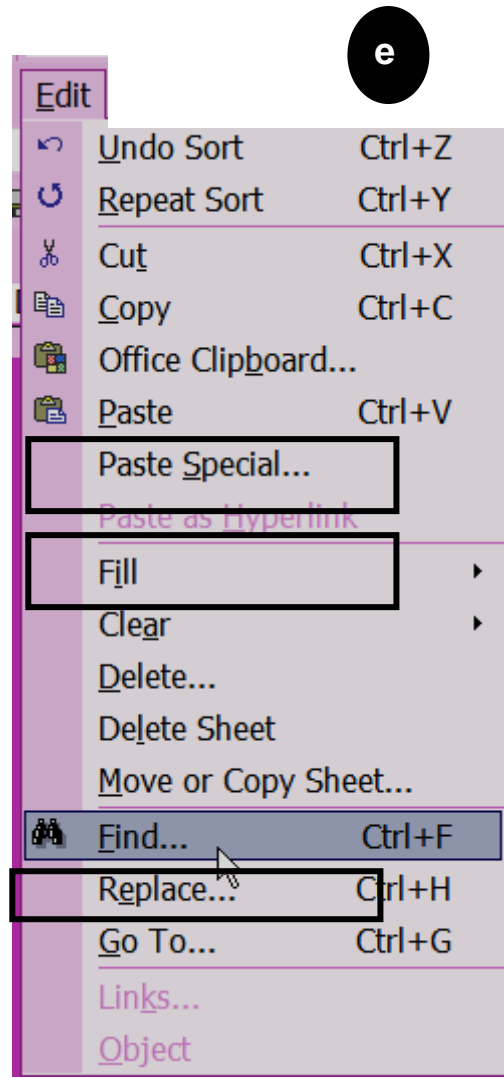 e
Edit
Undo Sort Ctrl+Z
Repeat Sort Ctrl+Y
Cut Ctrl+X
Copy Ctrl+C
Office Clipboard...
Paste Ctrl+V
Paste Special...
Paste as Hyperlink
Fill
Clear
Delete...
Delete Sheet
Move or Copy Sheet...
Find... Ctrl+F
Replace... Ctrl+H
Go To... Ctrl+G
Links...
Object